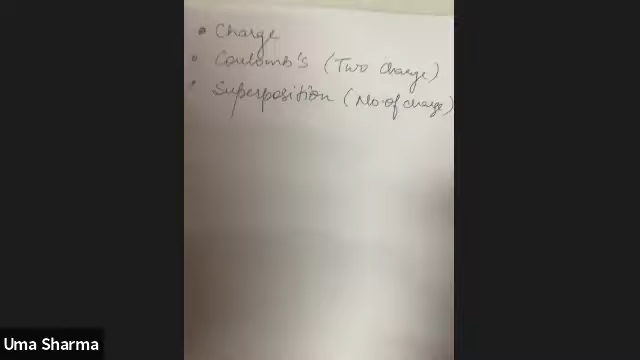 • Charge
• Coulomb's (Two charge)
• Superposition (No. of charge)
Uma Sharma